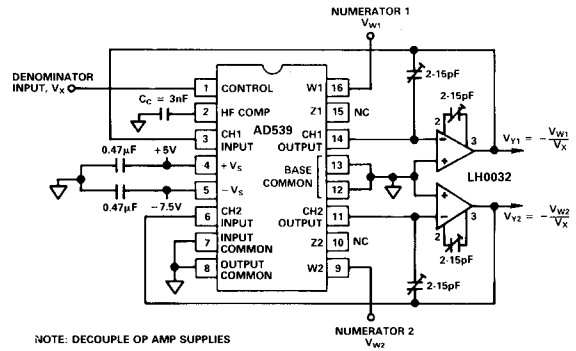 NUMERATOR 1
VW1
DENOMINATOR
INPUT, VX
CC = 3nF
0.47µF
+5V
0.47µF
−7.5V
AD539
1 CONTROL
2 HF COMP
3 CH1 INPUT
4 +VS
5 −VS
6 CH2 INPUT
7 INPUT COMMON
8 OUTPUT COMMON
W1 16
Z1 15 NC
CH1 OUTPUT 14
BASE COMMON 13
12
CH2 OUTPUT 11
Z2 10 NC
W2 9
2-15pF
2-15pF
2 3
− +
LH0032
VY1 = − VW1/VX
+ −
VY2 = − VW2/VX
2 3
2-15pF
2-15pF
NUMERATOR 2
VW2
NOTE: DECOUPLE OP AMP SUPPLIES